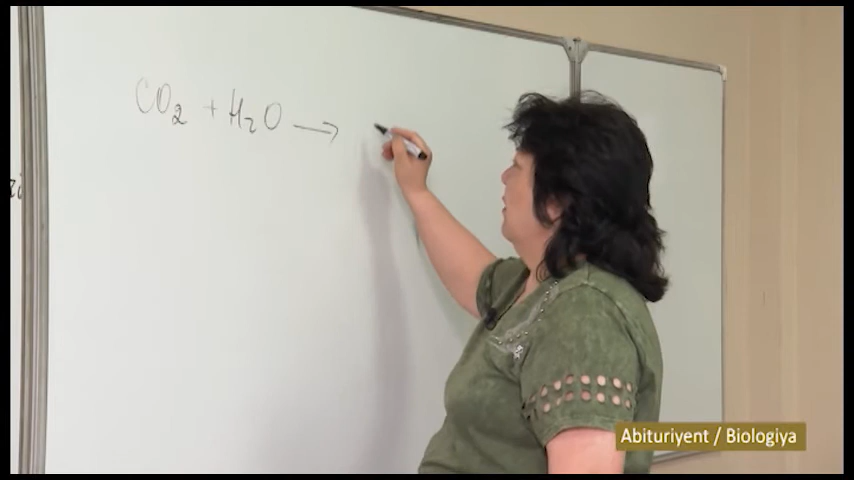 CO₂ + H₂O →
Abituriyent / Biologiya